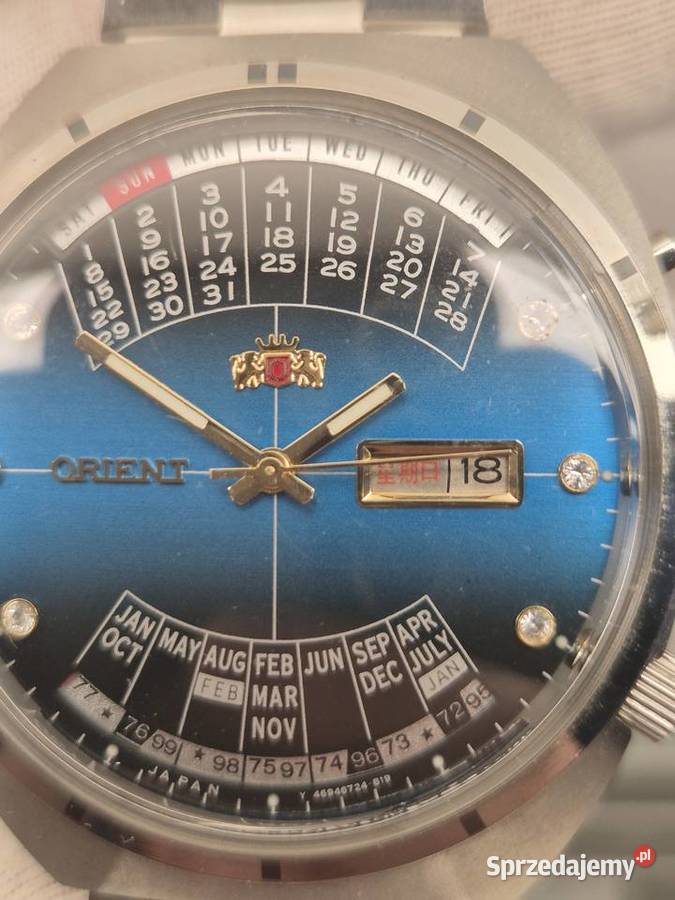 SAT SUN MON TUE WED THU FRI
1 2 3 4 5 6 7
8 9 10 11 12 13 14
15 16 17 18 19 20 21
22 23 24 25 26 27 28
29 30 31
ORIENT
星期日 18
JAN MAY AUG FEB JUN SEP APR
OCT FEB MAR DEC JULY
NOV JAN
77 * 76 99 * 98 75 97 74 96 73 * 72 95
JAPAN Y 46946724-819
Sprzedajemy.pl